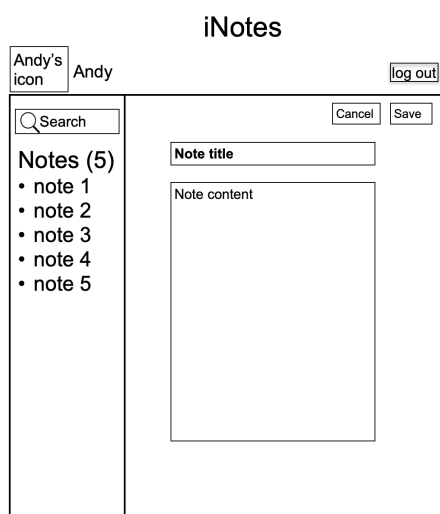 iNotes
Andy's
icon
Andy
log out
Search
Cancel
Save
Notes (5)
• note 1
• note 2
• note 3
• note 4
• note 5
Note title
Note content